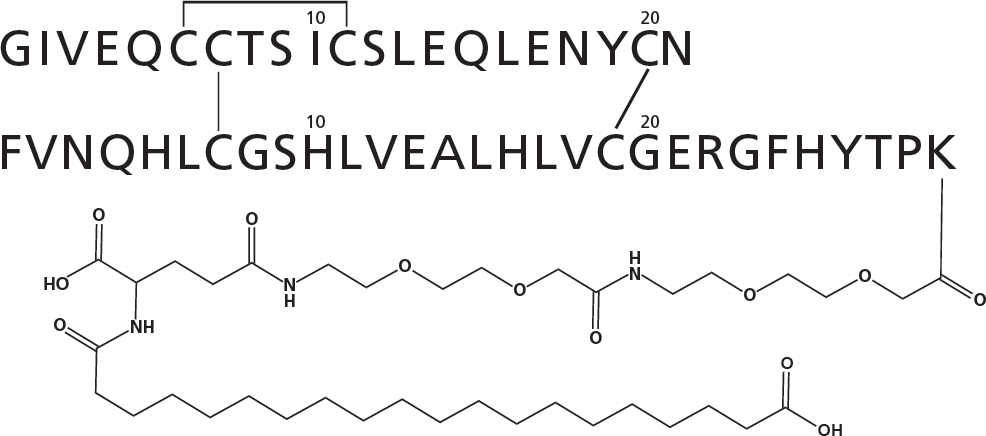 10 20
GIVEQCCTSICSLEQLENYCN
10 20
FVNQHLCGSHLVEALHLVCGERGFHYTPK
O O
H
O N O
HO N O O O
H
O NH
O
O
OH